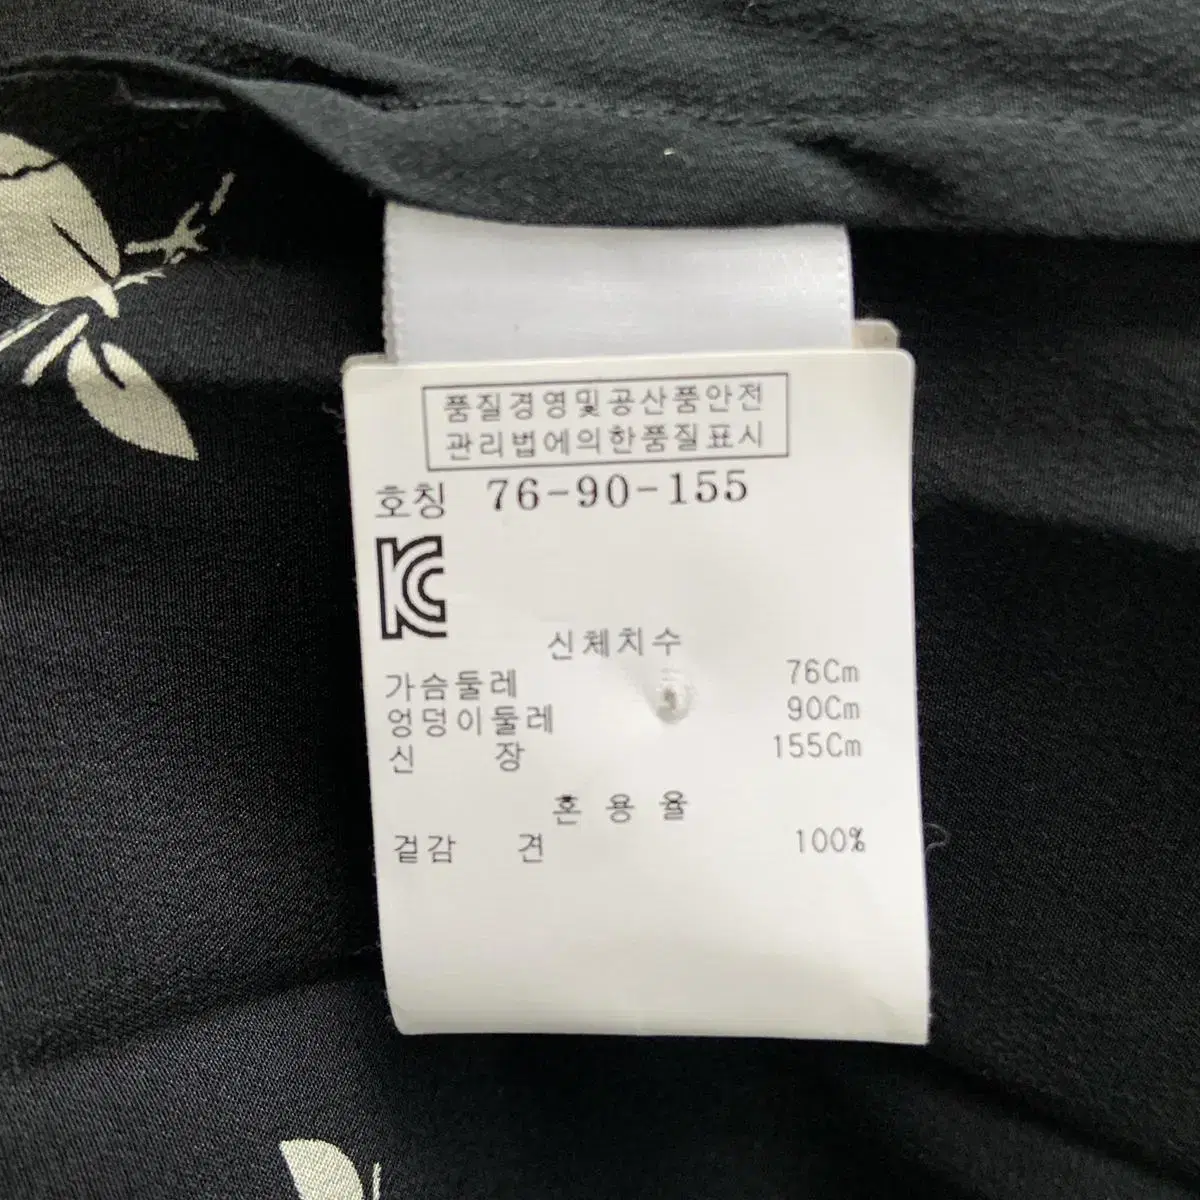 품질경영및공산품안전
관리법에의한품질표시
호칭 76-90-155
KC
신체치수
가슴둘레 76Cm
엉덩이둘레 90Cm
신 장 155Cm
혼 용 율
겉감 견 100%